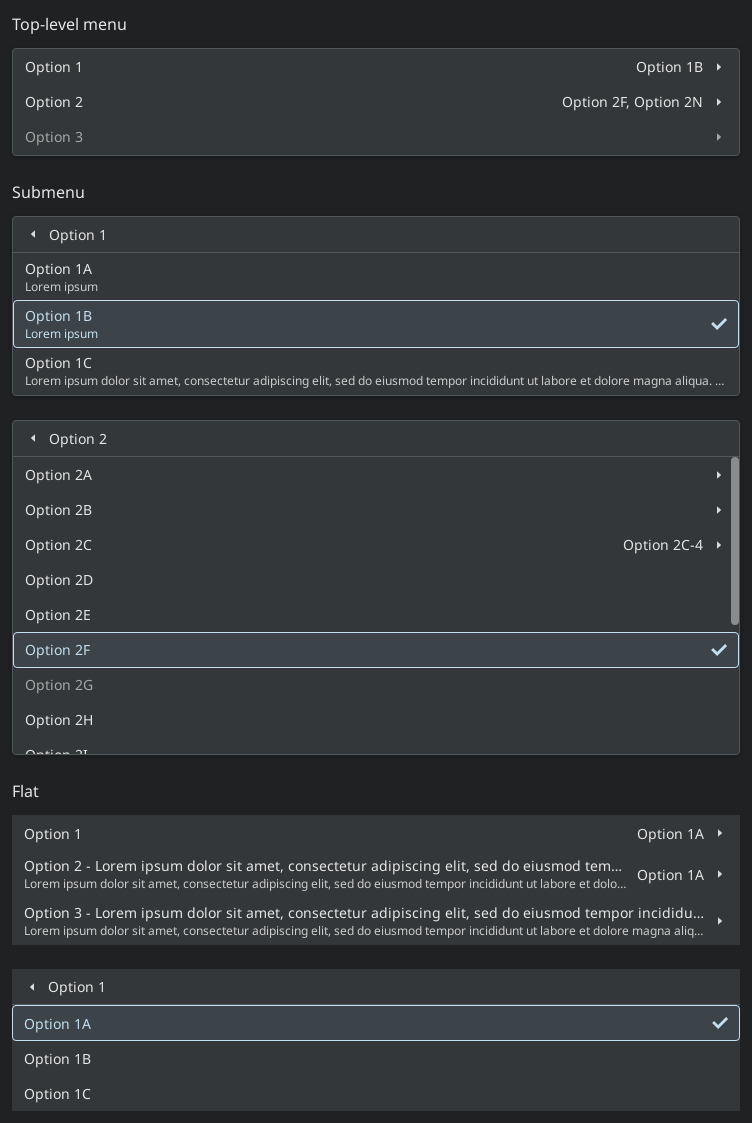 Top-level menu
Option 1 Option 1B
Option 2 Option 2F, Option 2N
Option 3
Submenu
Option 1
Option 1A
Lorem ipsum
Option 1B
Lorem ipsum
Option 1C
Lorem ipsum dolor sit amet, consectetur adipiscing elit, sed do eiusmod tempor incididunt ut labore et dolore magna aliqua. ...
Option 2
Option 2A
Option 2B
Option 2C Option 2C-4
Option 2D
Option 2E
Option 2F
Option 2G
Option 2H
Option 2I
Flat
Option 1 Option 1A
Option 2 - Lorem ipsum dolor sit amet, consectetur adipiscing elit, sed do eiusmod tem...
Lorem ipsum dolor sit amet, consectetur adipiscing elit, sed do eiusmod tempor incididunt ut labore et dolo...
Option 1A
Option 3 - Lorem ipsum dolor sit amet, consectetur adipiscing elit, sed do eiusmod tempor incididu...
Lorem ipsum dolor sit amet, consectetur adipiscing elit, sed do eiusmod tempor incididunt ut labore et dolore magna aliq...
Option 1
Option 1A
Option 1B
Option 1C